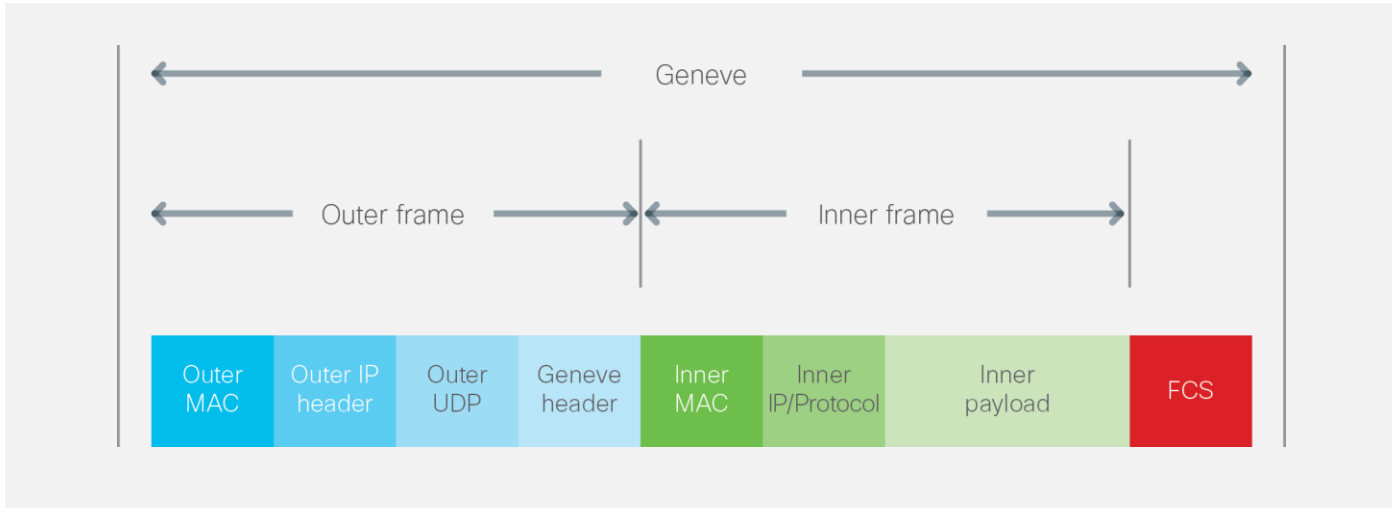 Geneve
Outer frame
Inner frame
Outer
MAC
Outer IP
header
Outer
UDP
Geneve
header
Inner
MAC
Inner
IP/Protocol
Inner
payload
FCS